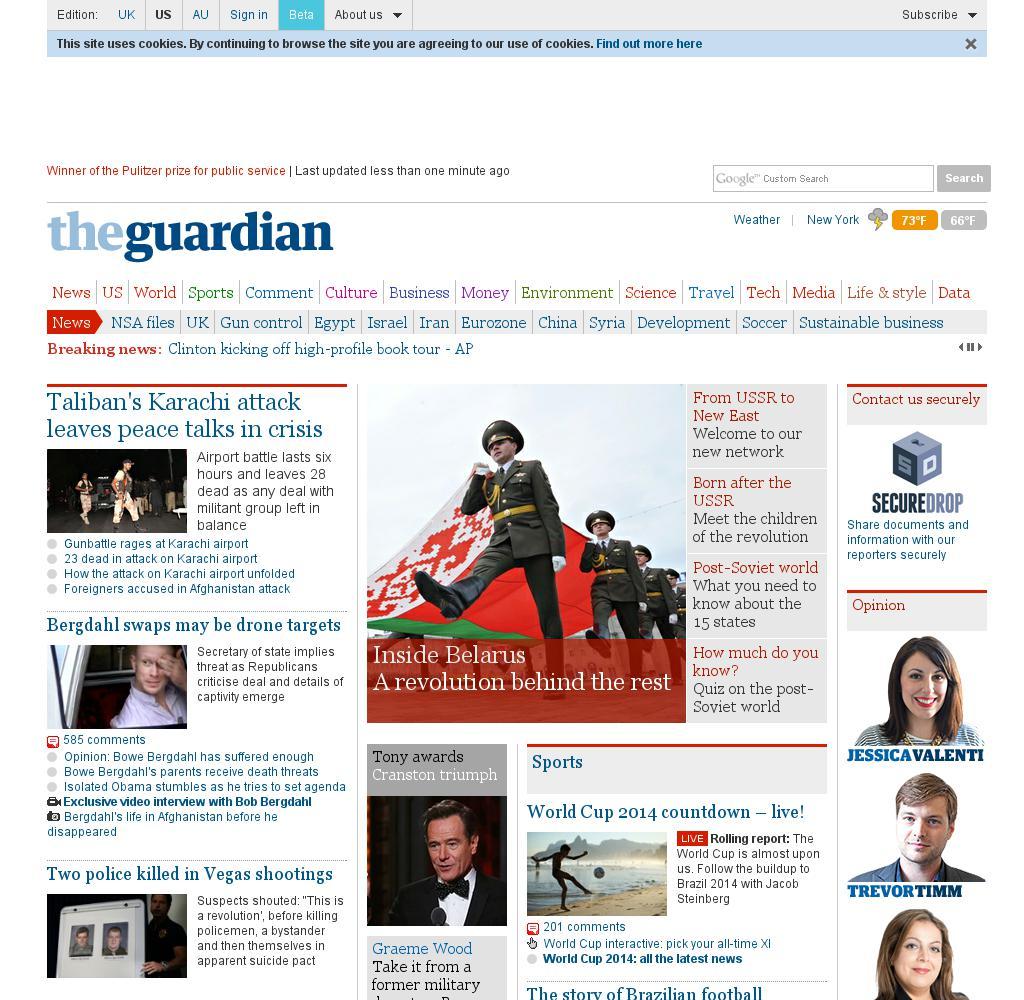 Edition: UK US AU Sign in Beta About us Subscribe
This site uses cookies. By continuing to browse the site you are agreeing to our use of cookies. Find out more here
Winner of the Pulitzer prize for public service | Last updated less than one minute ago
Google™ Custom Search Search
theguardian
Weather | New York 73°F 66°F
News US World Sports Comment Culture Business Money Environment Science Travel Tech Media Life & style Data
News NSA files UK Gun control Egypt Israel Iran Eurozone China Syria Development Soccer Sustainable business
Breaking news: Clinton kicking off high-profile book tour - AP
Taliban's Karachi attack
leaves peace talks in crisis
Airport battle lasts six
hours and leaves 28
dead as any deal with
militant group left in
balance
Gunbattle rages at Karachi airport
23 dead in attack on Karachi airport
How the attack on Karachi airport unfolded
Foreigners accused in Afghanistan attack
Bergdahl swaps may be drone targets
Secretary of state implies
threat as Republicans
criticise deal and details of
captivity emerge
585 comments
Opinion: Bowe Bergdahl has suffered enough
Bowe Bergdahl's parents receive death threats
Isolated Obama stumbles as he tries to set agenda
Exclusive video interview with Bob Bergdahl
Bergdahl's life in Afghanistan before he
disappeared
Two police killed in Vegas shootings
Suspects shouted: "This is
a revolution', before killing
policemen, a bystander
and then themselves in
apparent suicide pact
Inside Belarus
A revolution behind the rest
From USSR to
New East
Welcome to our
new network
Born after the
USSR
Meet the children
of the revolution
Post-Soviet world
What you need to
know about the
15 states
How much do you
know?
Quiz on the post-
Soviet world
Tony awards
Cranston triumph
Graeme Wood
Take it from a
former military
Sports
World Cup 2014 countdown – live!
LIVE Rolling report: The
World Cup is almost upon
us. Follow the buildup to
Brazil 2014 with Jacob
Steinberg
201 comments
World Cup interactive: pick your all-time XI
World Cup 2014: all the latest news
The story of Brazilian football
Contact us securely
SECUREDROP
Share documents and
information with our
reporters securely
Opinion
JESSICAVALENTI
TREVORTIMM